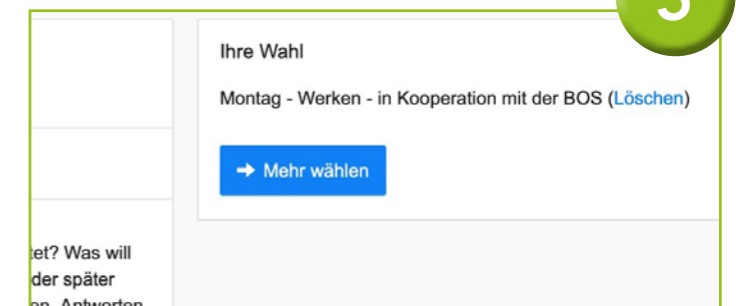 Ihre Wahl
Montag - Werken - in Kooperation mit der BOS (Löschen)
➔ Mehr wählen
Was will
der später
Antworten